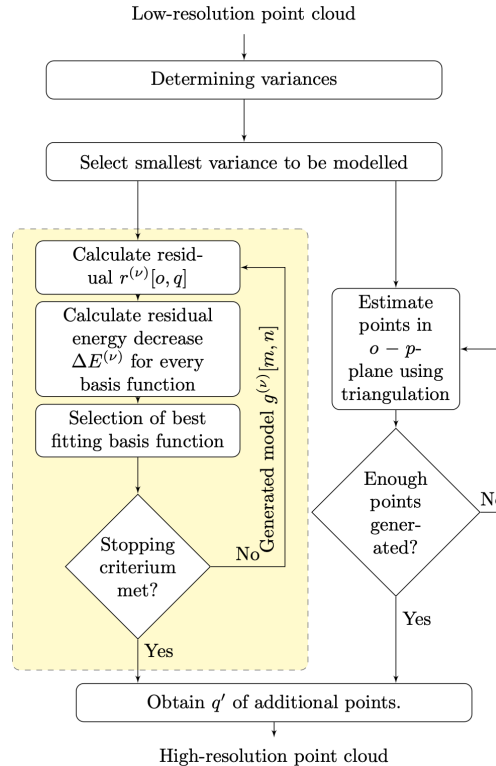 Low-resolution point cloud
Determining variances
Select smallest variance to be modelled
Calculate resid-
ual r^(ν)[o, q]
Calculate residual
energy decrease
ΔE^(ν) for every
basis function
Selection of best
fitting basis function
Stopping
criterium
met?
No
Generated model g^(ν)[m, n]
Yes
Estimate
points in
o − p-
plane using
triangulation
Enough
points
gener-
ated?
No
Yes
Obtain q′ of additional points.
High-resolution point cloud